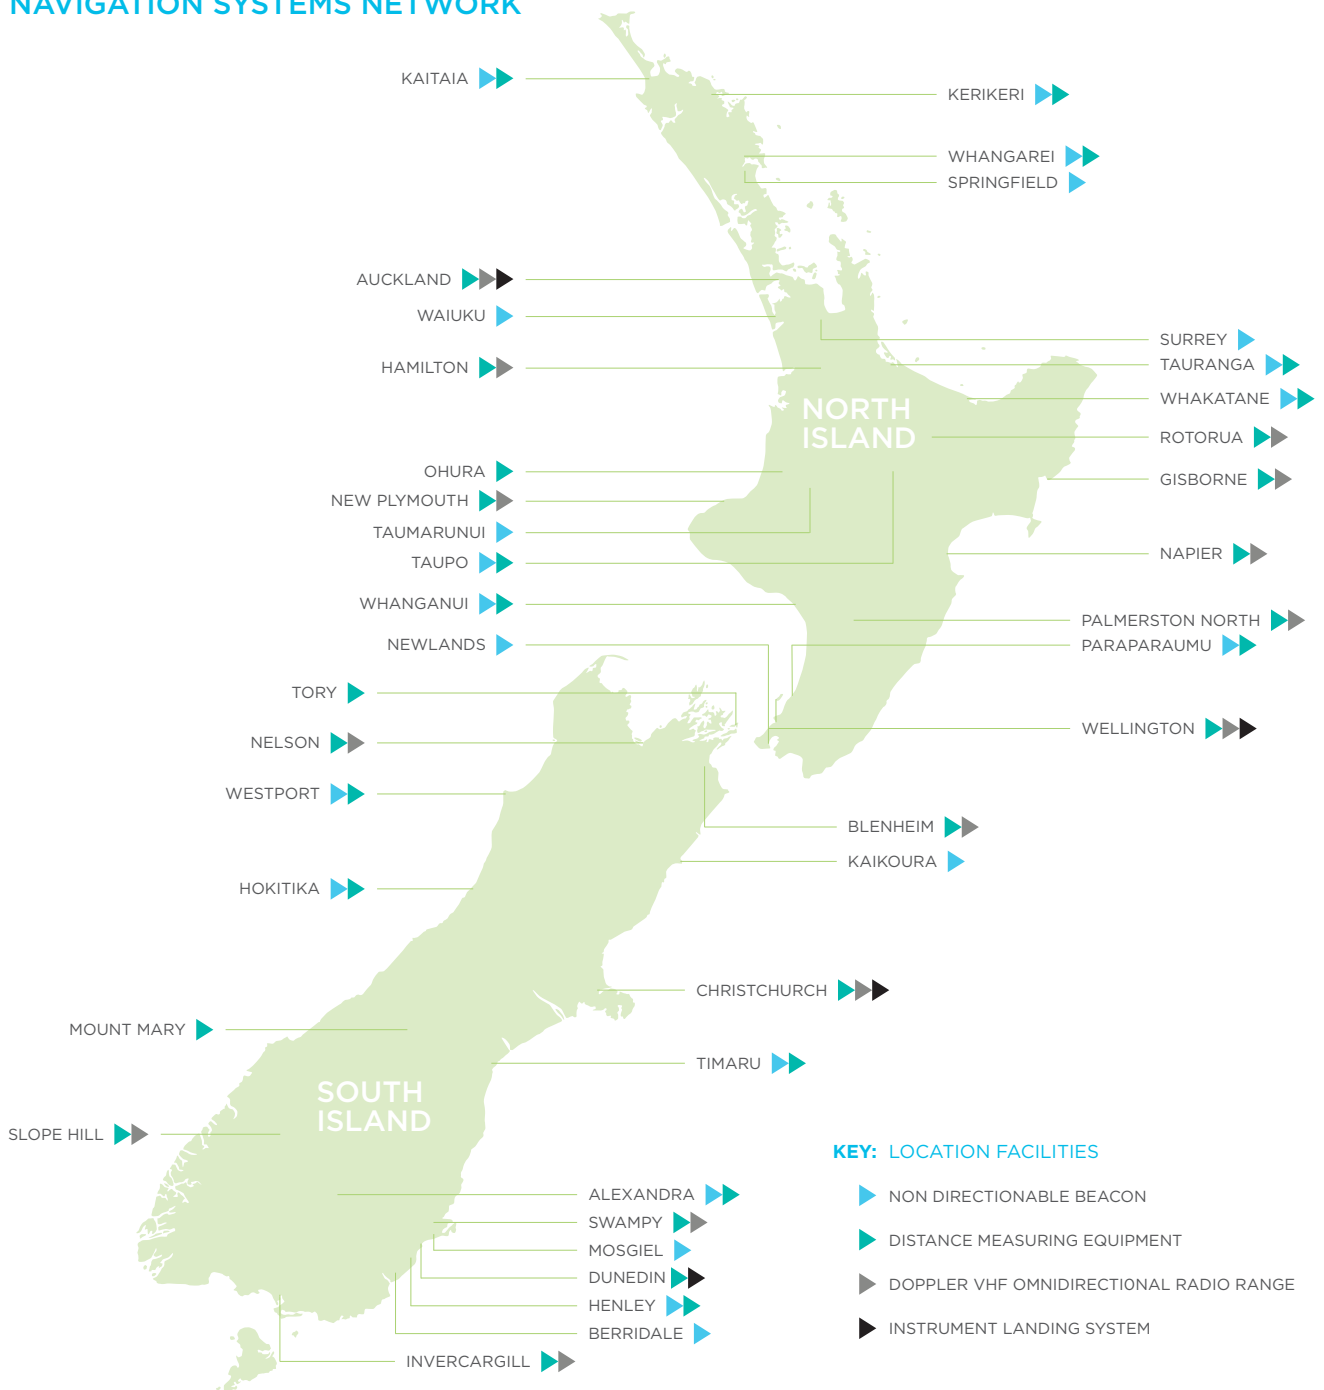 NAVIGATION SYSTEMS NETWORK
KAITAIA
KERIKERI
WHANGAREI
SPRINGFIELD
AUCKLAND
WAIUKU
HAMILTON
SURREY
TAURANGA
WHAKATANE
ROTORUA
GISBORNE
NORTH
ISLAND
OHURA
NEW PLYMOUTH
TAUMARUNUI
TAUPO
WHANGANUI
NEWLANDS
NAPIER
PALMERSTON NORTH
PARAPARAUMU
WELLINGTON
TORY
NELSON
WESTPORT
HOKITIKA
BLENHEIM
KAIKOURA
CHRISTCHURCH
MOUNT MARY
TIMARU
SOUTH
ISLAND
SLOPE HILL
ALEXANDRA
SWAMPY
MOSGIEL
DUNEDIN
HENLEY
BERRIDALE
INVERCARGILL
KEY: LOCATION FACILITIES
NON DIRECTIONABLE BEACON
DISTANCE MEASURING EQUIPMENT
DOPPLER VHF OMNIDIRECTI0NAL RADIO RANGE
INSTRUMENT LANDING SYSTEM